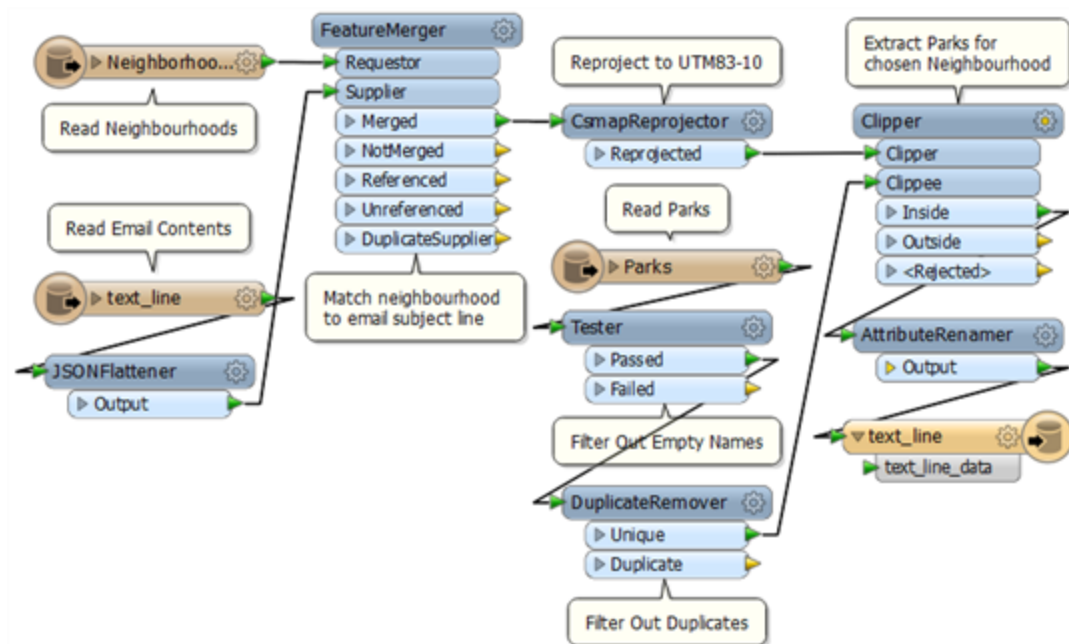 Neighborhoo...
Read Neighbourhoods
Read Email Contents
text_line
JSONFlattener
Output
FeatureMerger
Requestor
Supplier
Merged
NotMerged
Referenced
Unreferenced
DuplicateSupplier
Match neighbourhood
to email subject line
Reproject to UTM83-10
CsmapReprojector
Reprojected
Read Parks
Parks
Tester
Passed
Failed
Filter Out Empty Names
DuplicateRemover
Unique
Duplicate
Filter Out Duplicates
Extract Parks for
chosen Neighbourhood
Clipper
Clipper
Clippee
Inside
Outside
<Rejected>
AttributeRenamer
Output
text_line
text_line_data